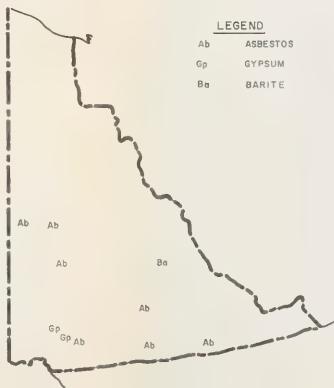 LEGEND
Ab ASBESTOS
Gp GYPSUM
Ba BARITE
Ab Ab
Ab Ba
Ab
Gp
Gp Ab Ab Ab